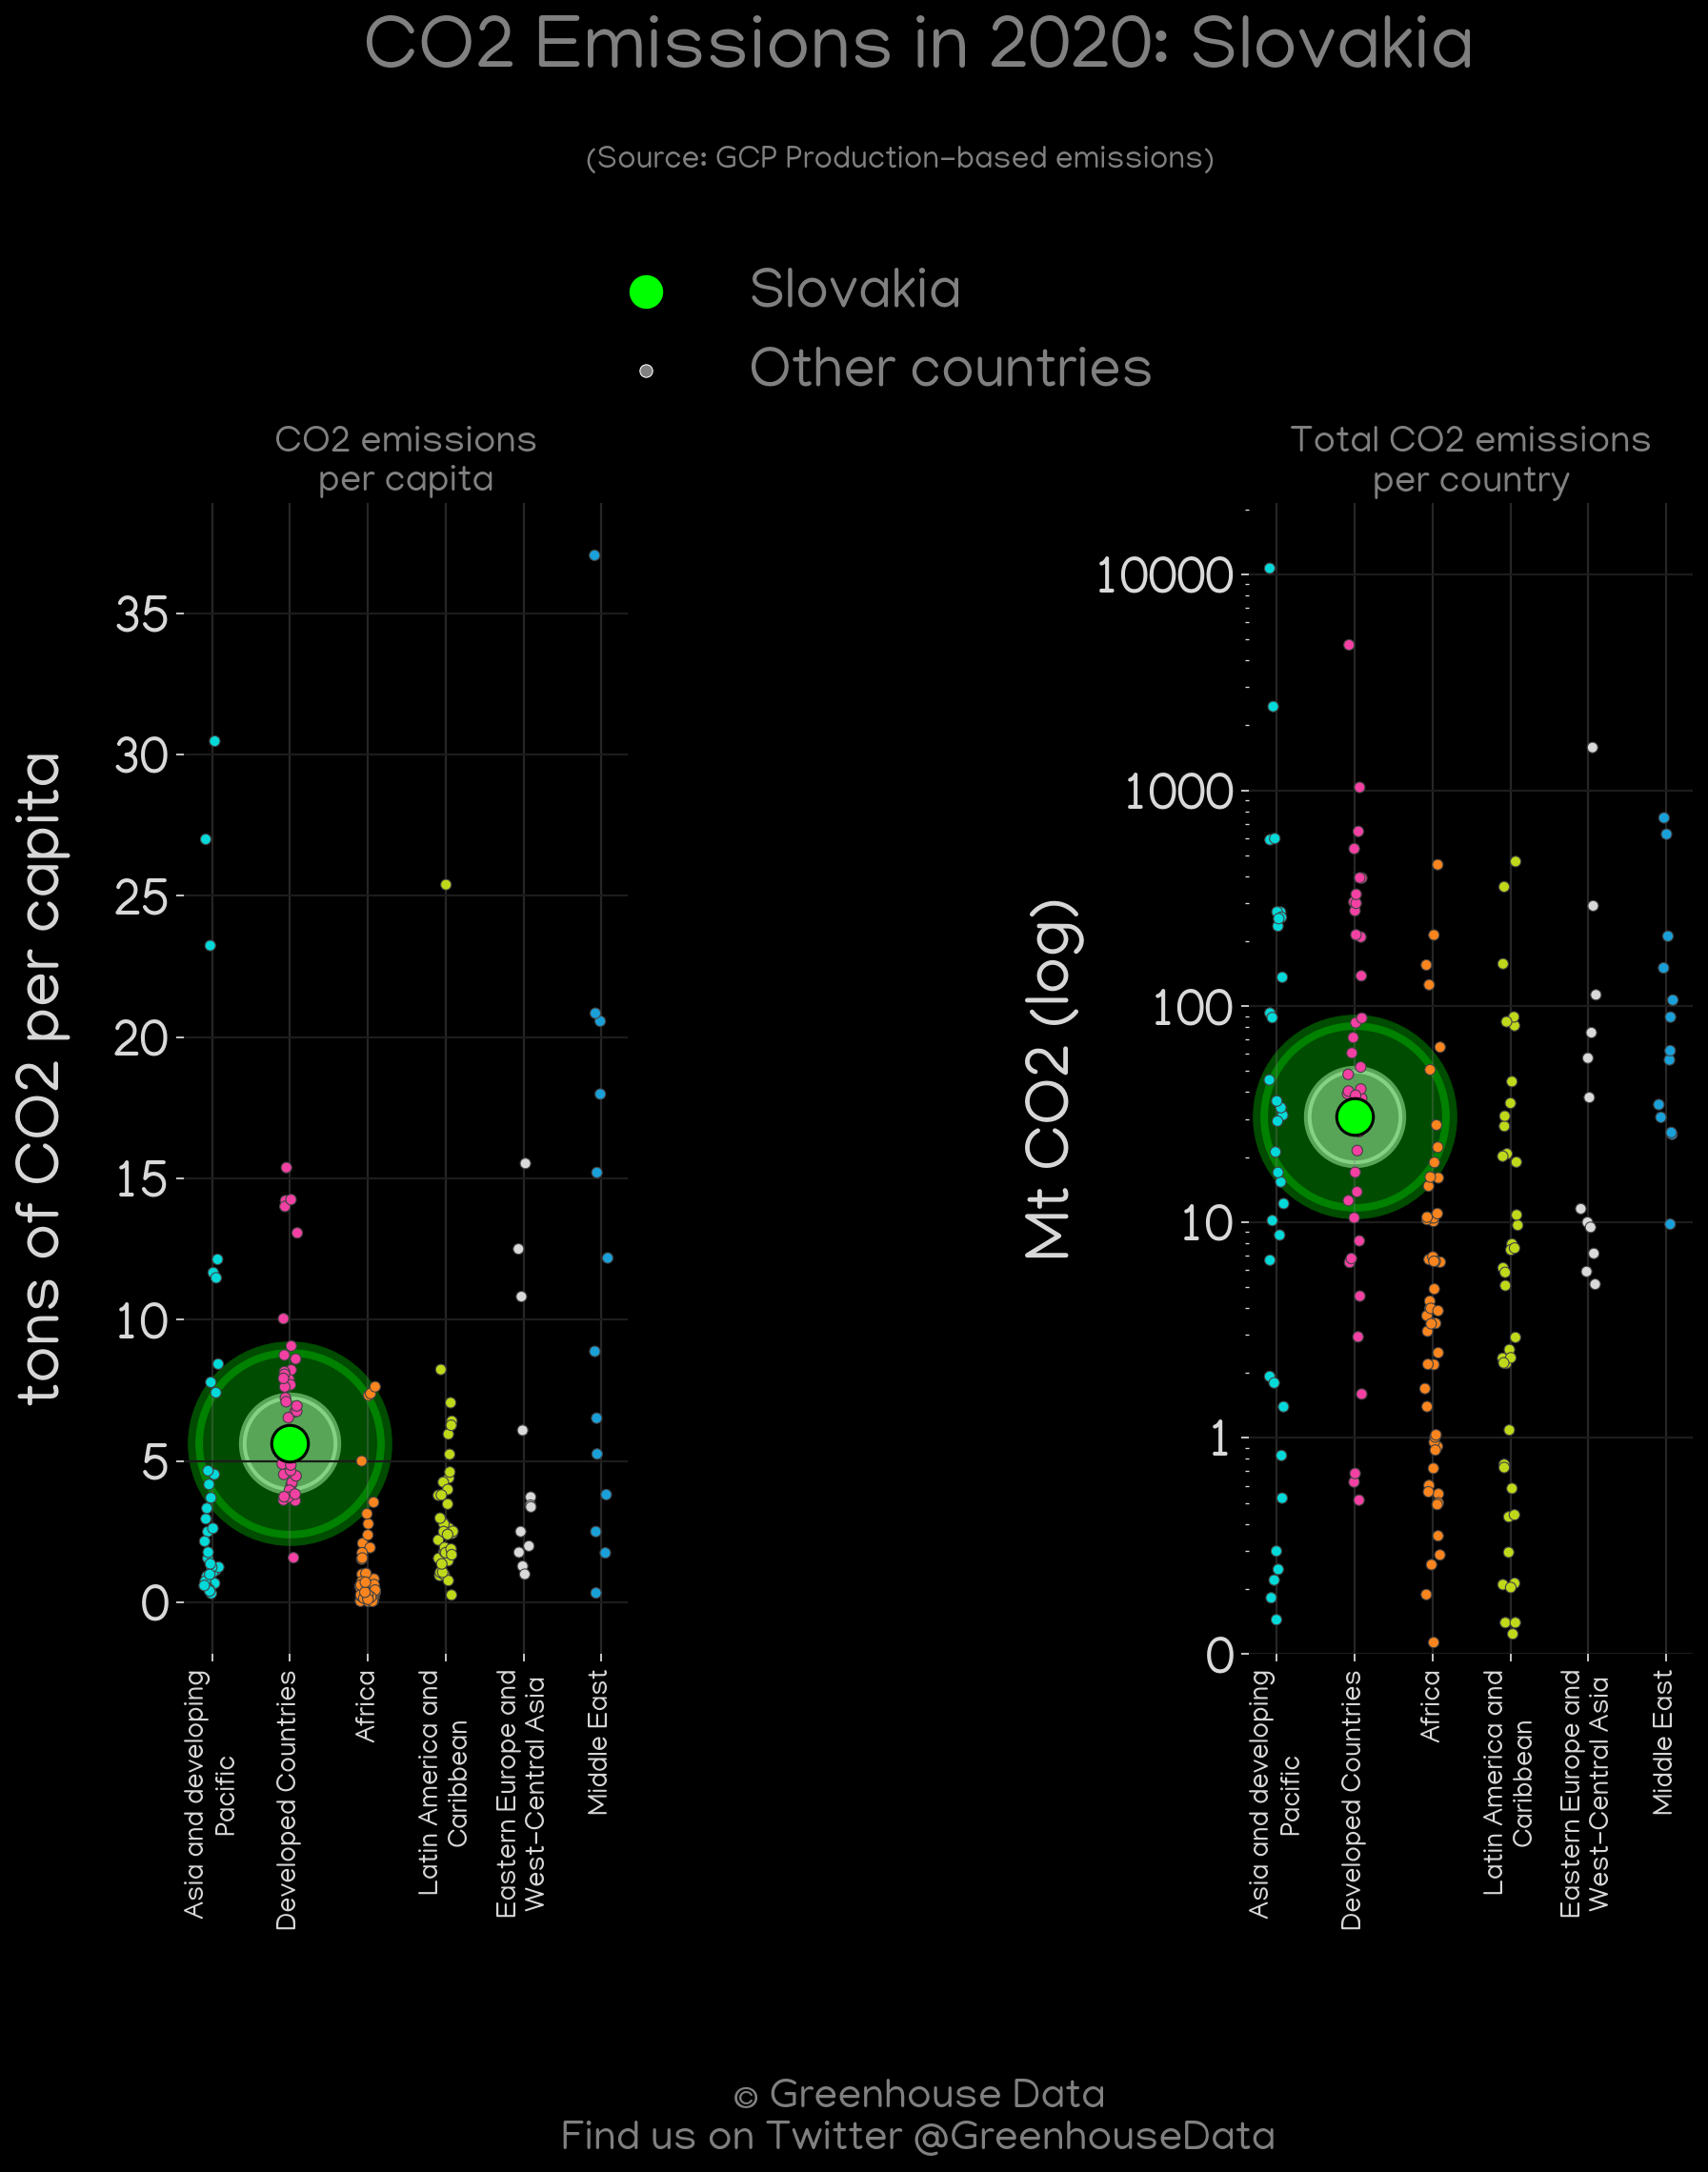 CO2 Emissions in 2020: Slovakia
(Source: GCP Production-based emissions)
Slovakia
Other countries
CO2 emissions
per capita
tons of CO2 per capita
35
30
25
20
15
10
5
0
Asia and developing
Pacific
Developed Countries
Africa
Latin America and
Caribbean
Eastern Europe and
West-Central Asia
Middle East
Total CO2 emissions
per country
Mt CO2 (log)
10000
1000
100
10
1
0
Asia and developing
Pacific
Developed Countries
Africa
Latin America and
Caribbean
Eastern Europe and
West-Central Asia
Middle East
© Greenhouse Data
Find us on Twitter @GreenhouseData